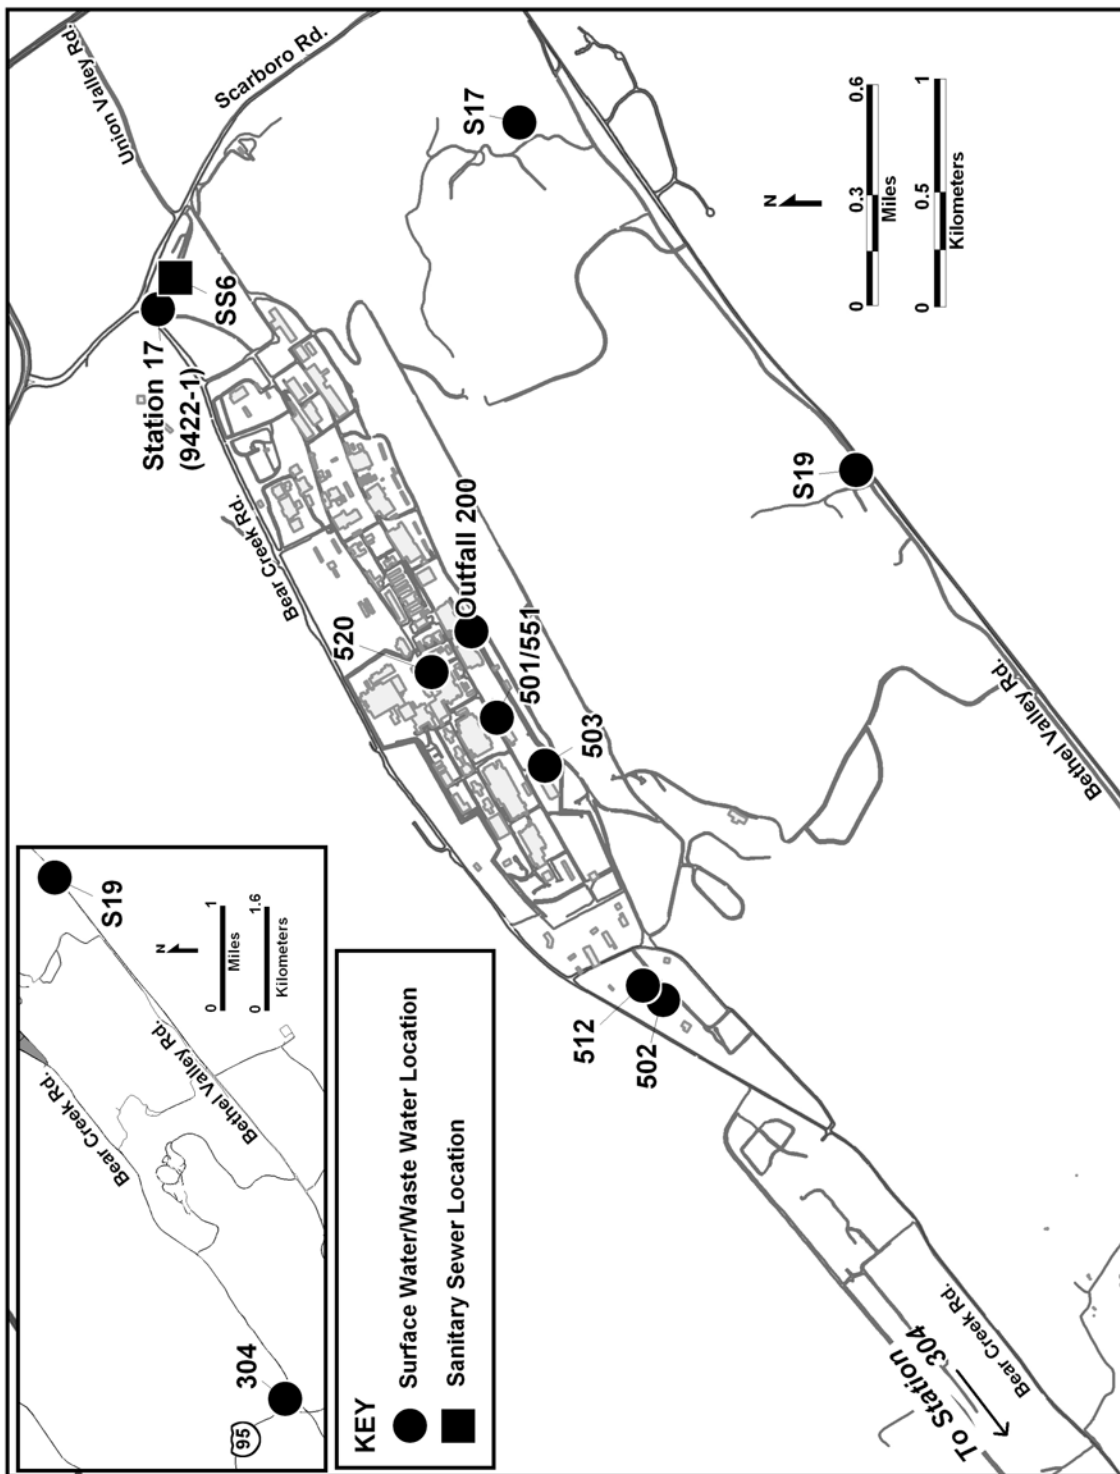 304
95
S19
Bear Creek Rd.
Bethel Valley Rd.
N
0 1
Miles
0 1.6
Kilometers
KEY
Surface Water/Waste Water Location
Sanitary Sewer Location
Union Valley Rd.
Scarboro Rd.
Station 17
(9422-1)
SS6
Bear Creek Rd.
520
Outfall 200
501/551
503
512
502
S17
S19
Bethel Valley Rd.
Bear Creek Rd.
To Station
304
N
0 0.3 0.6
Miles
0 0.5 1
Kilometers